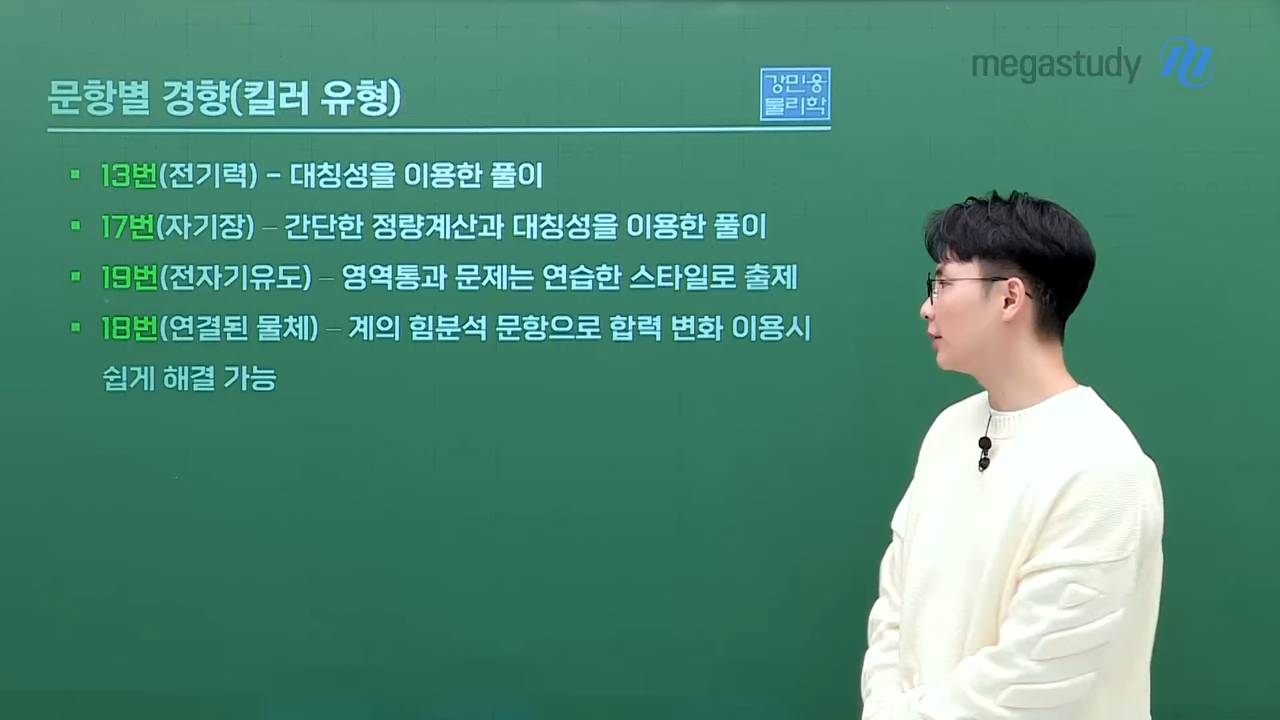 megastudy
문항별 경향(킬러 유형)
강민웅
물리학
▪ 13번(전기력) – 대칭성을 이용한 풀이
▪ 17번(자기장) – 간단한 정량계산과 대칭성을 이용한 풀이
▪ 19번(전자기유도) – 영역통과 문제는 연습한 스타일로 출제
▪ 18번(연결된 물체) – 계의 힘분석 문항으로 합력 변화 이용시
쉽게 해결 가능